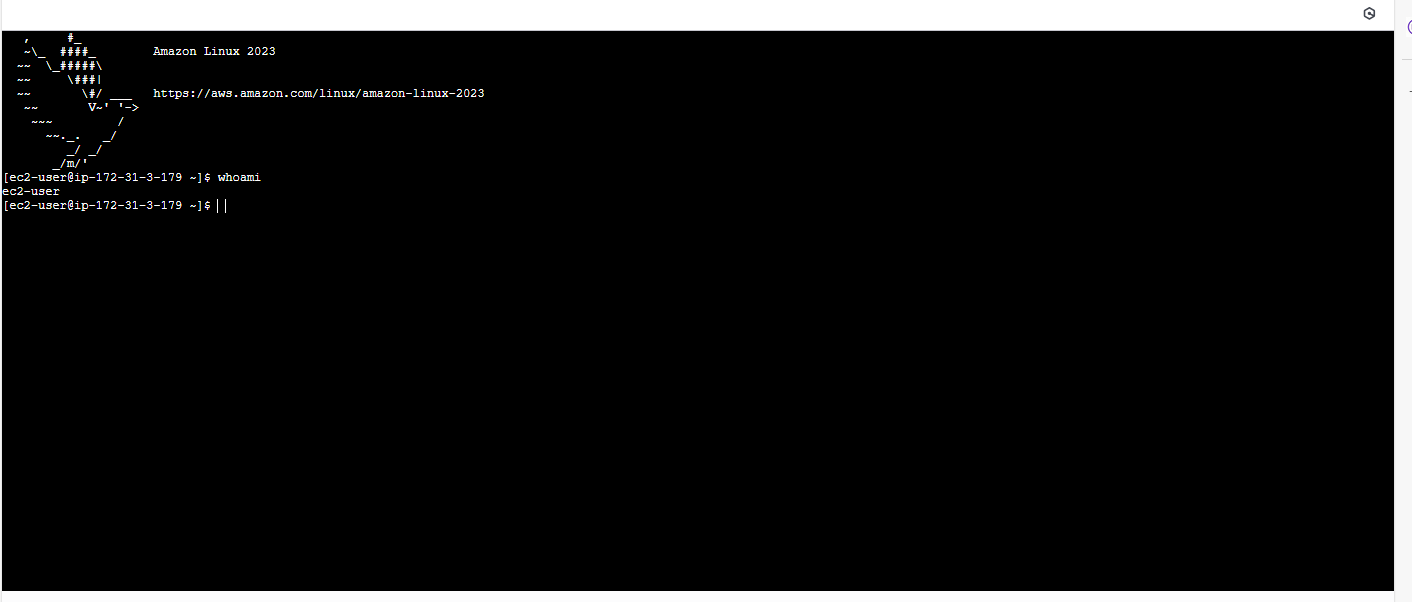 ,     #_
   ~\_  ####_        Amazon Linux 2023
  ~~  \_#####\
  ~~     \###|
  ~~       \#/ ___   https://aws.amazon.com/linux/amazon-linux-2023
   ~~       V~' '->
    ~~~         /
      ~~._.   _/
         _/ _/
       _/m/'
[ec2-user@ip-172-31-3-179 ~]$ whoami
ec2-user
[ec2-user@ip-172-31-3-179 ~]$